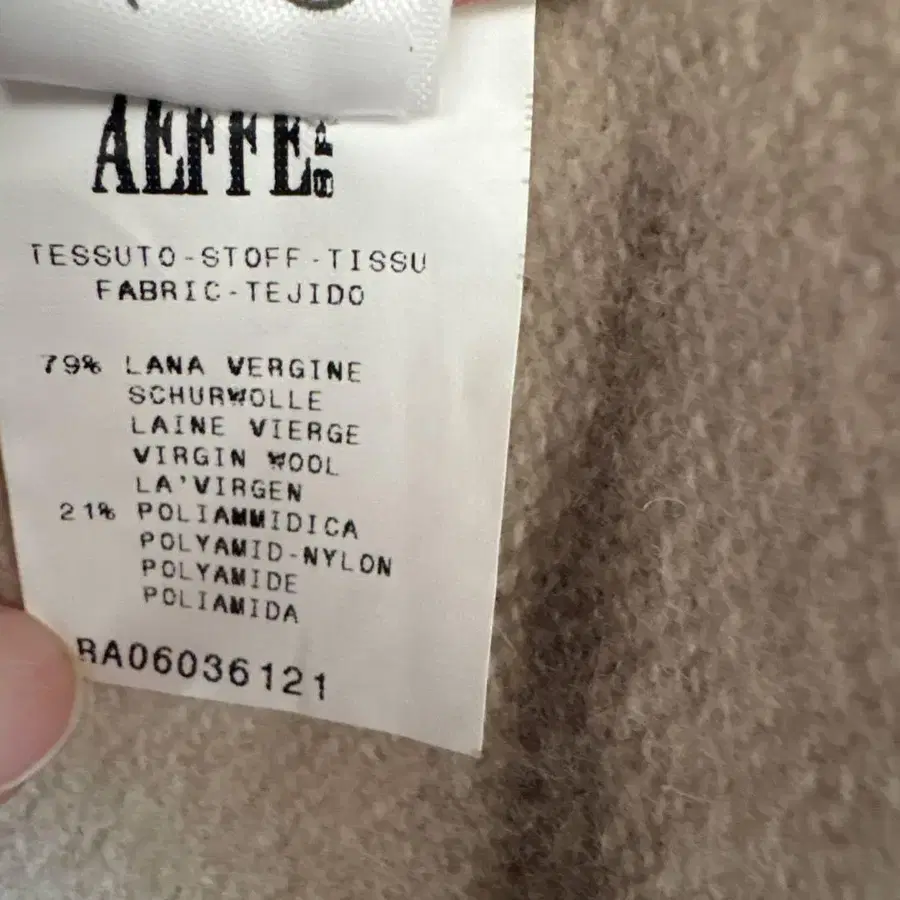 AEFFE
TESSUTO-STOFF-TISSU
FABRIC-TEJIDO
79% LANA VERGINE
SCHURWOLLE
LAINE VIERGE
VIRGIN WOOL
LA'VIRGEN
21% POLIAMMIDICA
POLYAMID-NYLON
POLYAMIDE
POLIAMIDA
RA06036121